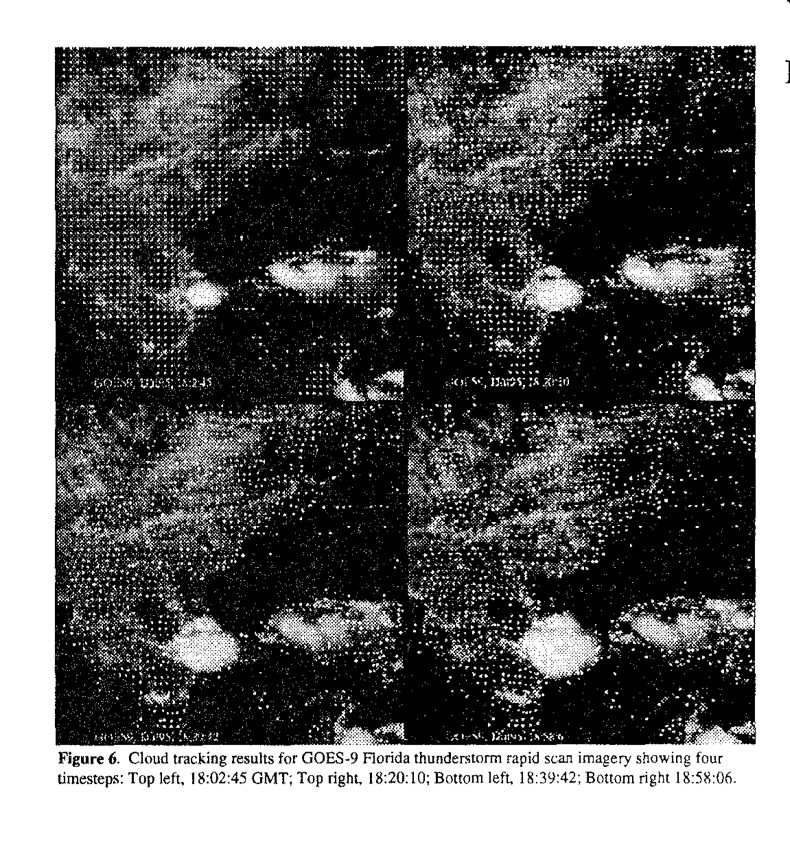 Figure 6. Cloud tracking results for GOES-9 Florida thunderstorm rapid scan imagery showing four
timesteps: Top left, 18:02:45 GMT; Top right, 18:20:10; Bottom left, 18:39:42; Bottom right 18:58:06.